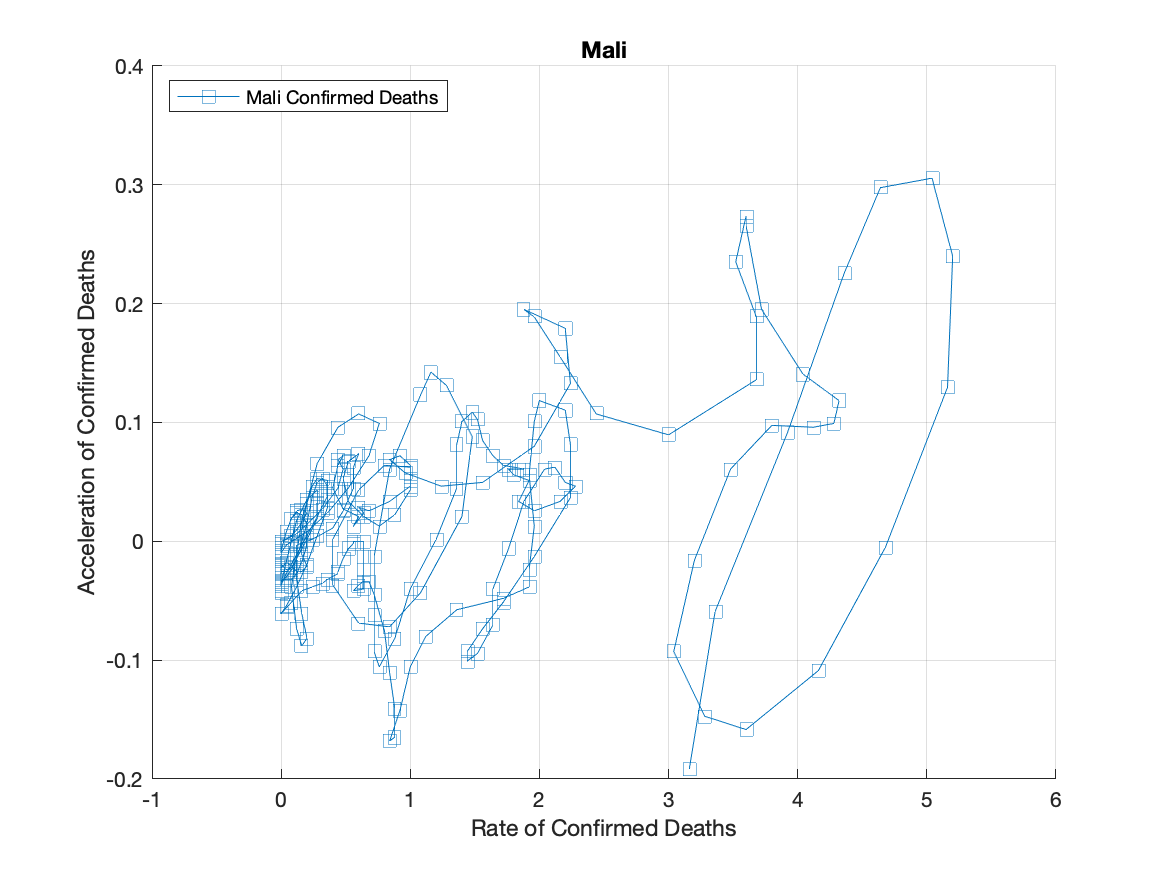 Mali
0.4
Mali Confirmed Deaths
0.3
0.2
0.1
0
-0.1
-0.2
Acceleration of Confirmed Deaths
-1 0 1 2 3 4 5 6
Rate of Confirmed Deaths